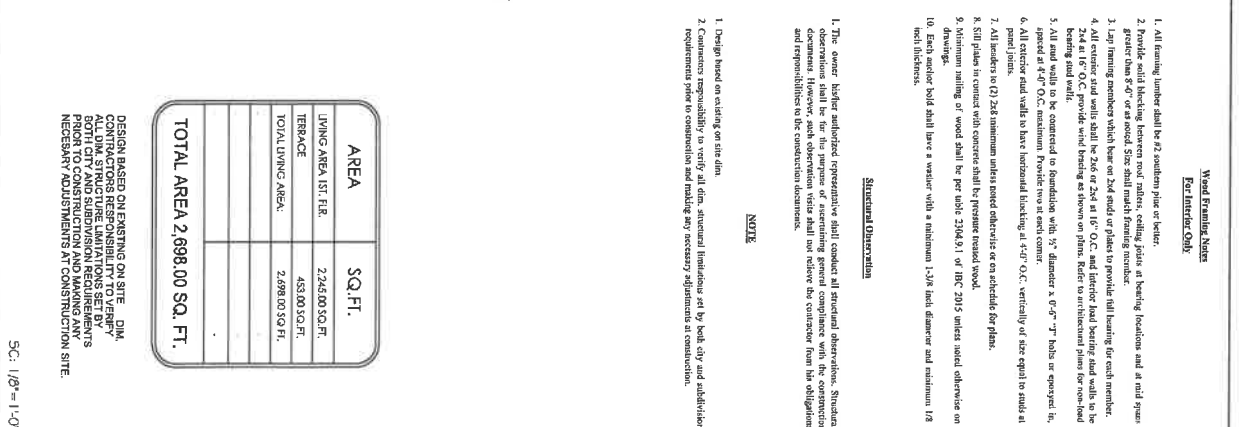 Wood Framing Notes
For Interior Only
1. All framing lumber shall be #2 southern pine or better.
2. Provide solid blocking between roof rafters, ceiling joists at bearing locations and at mid spans
greater than 8'-0" or as noted. Size shall match framing member.
3. Lap framing members which bear on 2x4 studs or plates to provide full bearing for each member.
4. All exterior stud walls shall be 2x6 or 2x4 at 16" O.C. and interior load bearing stud walls to be
2x4 at 16" O.C. provide wind bracing as shown on plans. Refer to architectural plans for non-load
bearing stud walls.
5. All stud walls to be connected to foundation with ½" diameter x 0'-6" "J" bolts or epoxyed in,
spaced at 4'-0" O.C. maximum. Provide two at each corner.
6. All exterior stud walls to have horizontal blocking at 4'-0" O.C. vertically of size equal to studs at
panel joints.
7. All headers to (2) 2x8 minimum unless noted otherwise or on schedule for plans.
8. Sill plates in contact with concrete shall be pressure treated wood.
9. Minimum nailing of wood shall be per table 2304.9.1 of IBC 2015 unless noted otherwise on
drawings.
10. Each anchor bold shall have a washer with a minimum 1-3/8 inch diameter and minimum 1/8
inch thickness.
Structural Observation
1. The owner his/her authorized representative shall conduct all structural observations. Structural
observations shall be for the purpose of ascertaining general compliance with the construction
documents. However, such observation visits shall not relieve the contractor from his obligations
and responsibilities to the construction documents.
NOTE
1. Design based on existing on site dim.
2. Contractors responsibility to verify all dim. structural limitations set by both city and subdivision
requirements prior to construction and making any necessary adjustments at construction.
AREA SQ.FT.
LIVING AREA 1ST. FLR. 2,245.00 SQ.FT.
TERRACE 453.00 SQ.FT.
TOTAL LIVING AREA: 2,698.00 SQ FT.
TOTAL AREA 2,698.00 SQ. FT.
DESIGN BASED ON EXISTING ON SITE DIM.
CONTRACTORS RESPONSIBILITY TO VERIFY
ALL DIM. STRUCTURE LIMITATIONS SET BY
BOTH CITY AND SUBDIVISION REQUIREMENTS
PRIOR TO CONSTRUCTION AND MAKING ANY
NECESARY ADJUSTMENTS AT CONSTRUCTION SITE.
SC: 1/8"= 1'-0